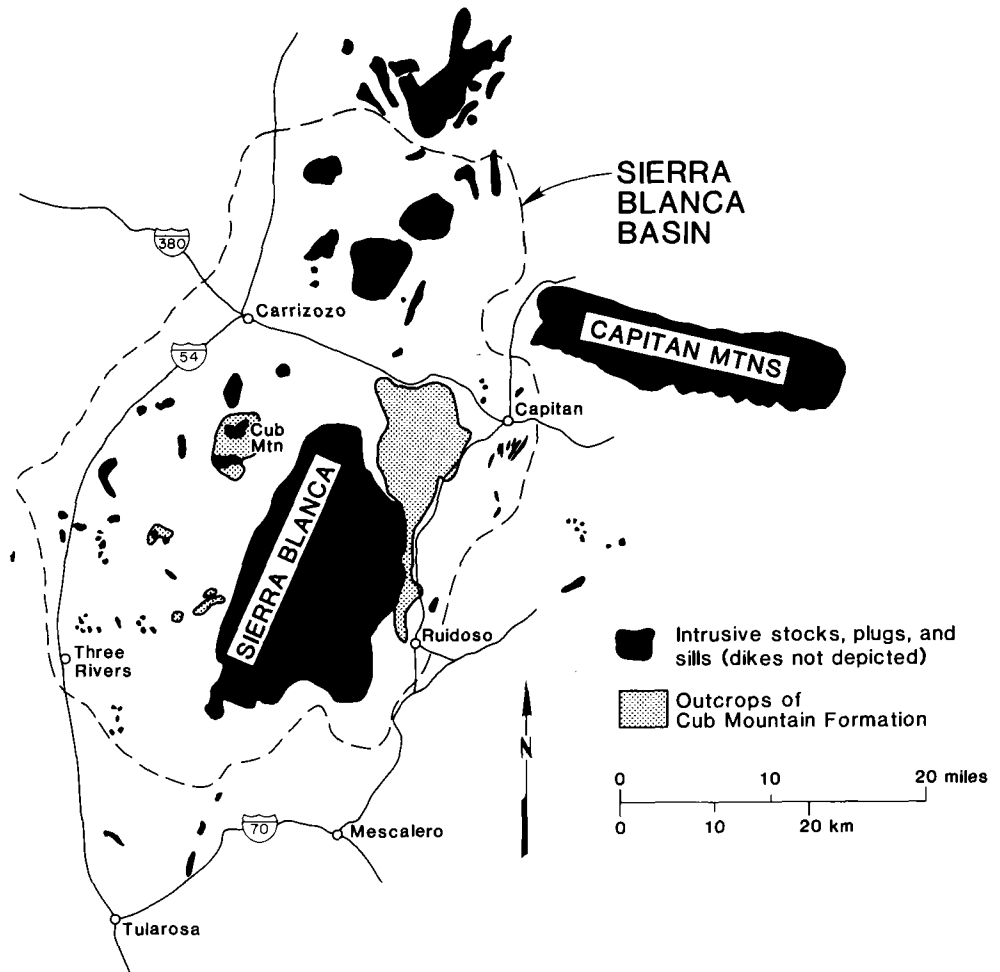 SIERRA
BLANCA
BASIN
380
Carrizozo
54
CAPITAN MTNS
Capitan
Cub
Mtn
SIERRA BLANCA
Ruidoso
Three
Rivers
Intrusive stocks, plugs, and
sills (dikes not depicted)
Outcrops of
Cub Mountain Formation
N
0 10 20 miles
0 10 20 km
70
Mescalero
Tularosa